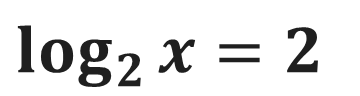 log₂ x = 2